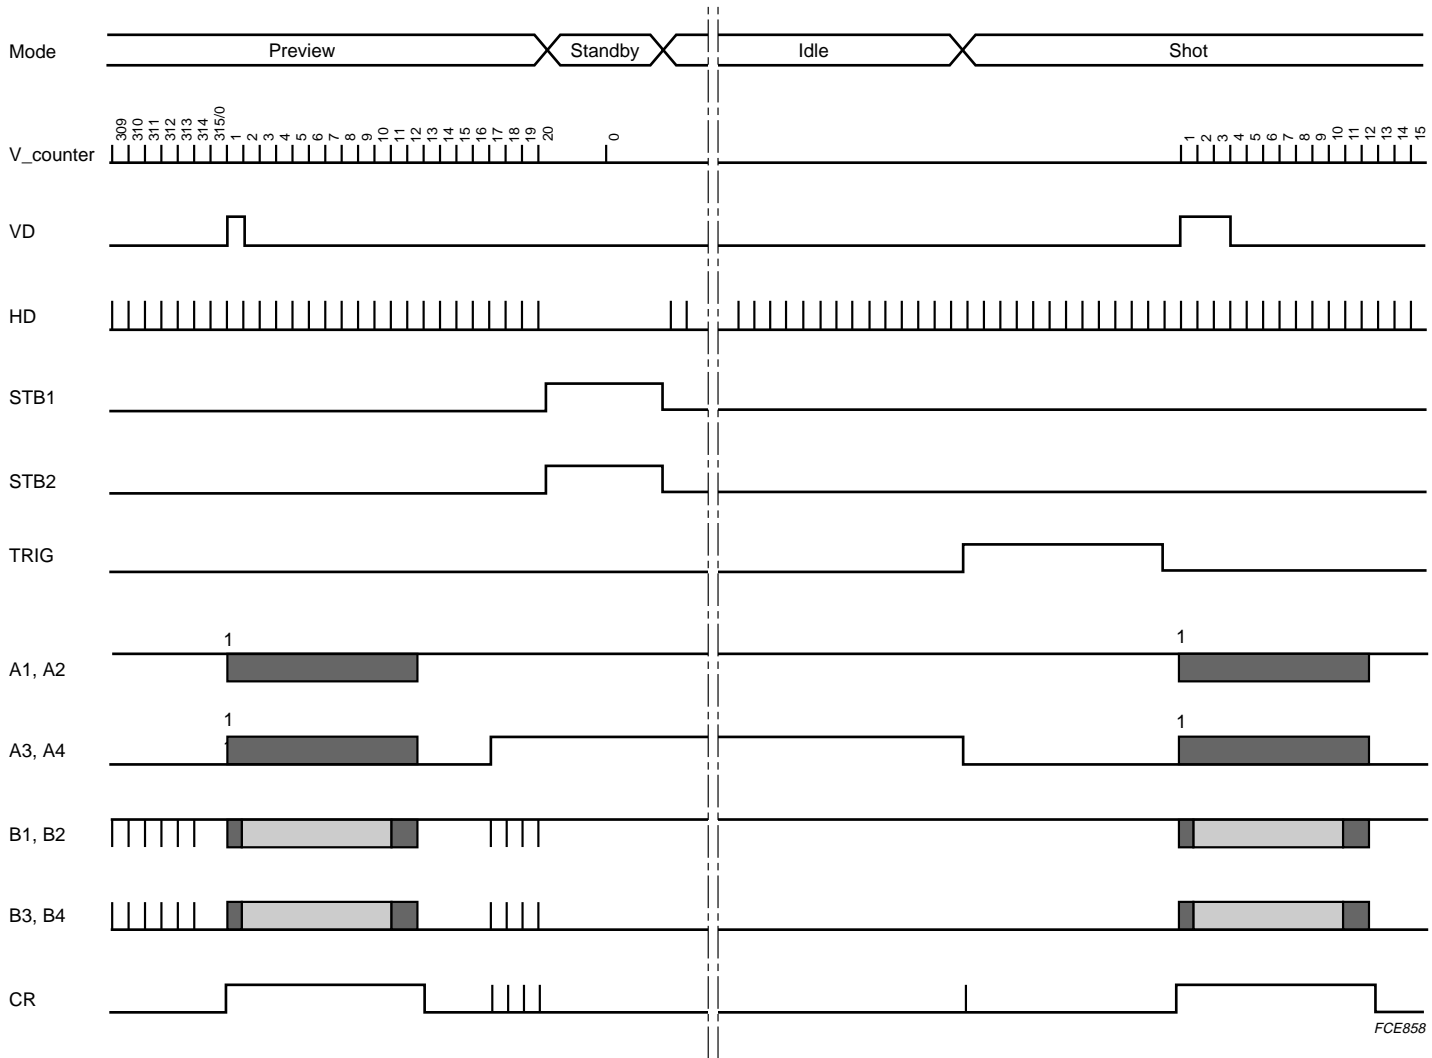 Mode Preview Standby Idle Shot
V_counter 309 310 311 312 313 314 315/0 1 2 3 4 5 6 7 8 9 10 11 12 13 14 15 16 17 18 19 20 0 1 2 3 4 5 6 7 8 9 10 11 12 13 14 15
VD
HD
STB1
STB2
TRIG
1 1
A1, A2
1 1
A3, A4
B1, B2
B3, B4
CR
FCE858